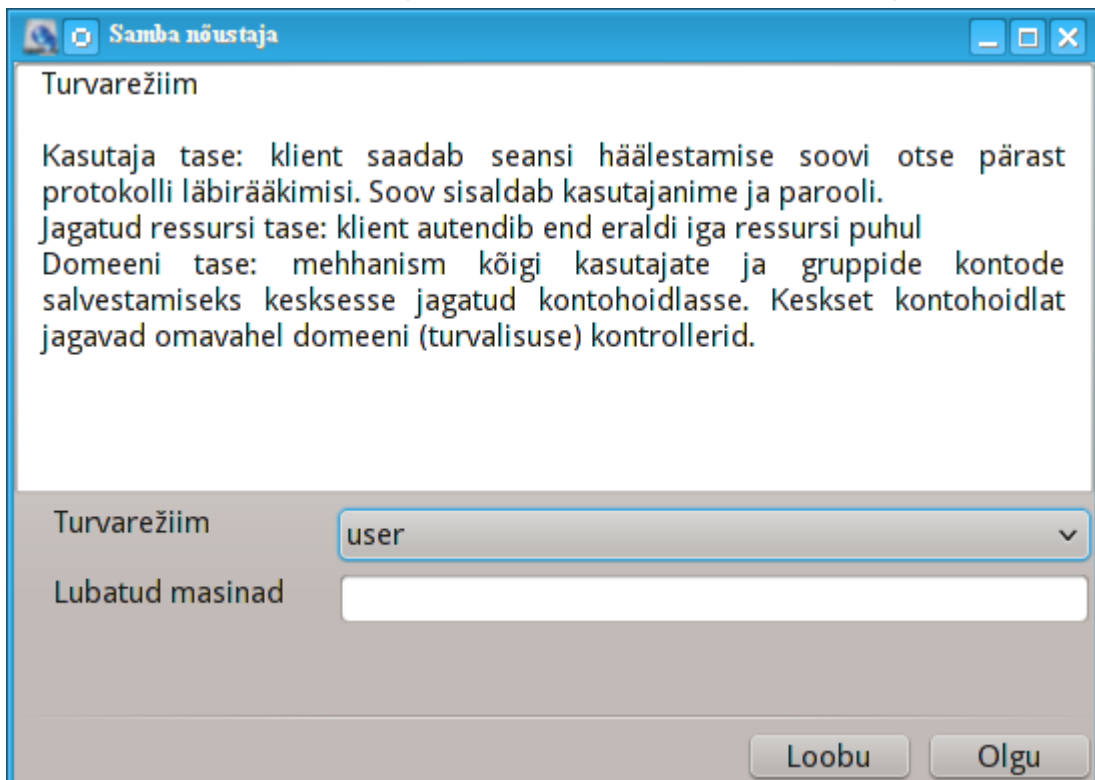 Samba nõustaja
Turvarežiim
Kasutaja tase: klient saadab seansi häälestamise soovi otse pärast
protokolli läbirääkimisi. Soov sisaldab kasutajanime ja parooli.
Jagatud ressursi tase: klient autendib end eraldi iga ressursi puhul
Domeeni tase: mehhanism kõigi kasutajate ja gruppide kontode
salvestamiseks kesksesse jagatud kontohoidlasse. Keskset kontohoidlat
jagavad omavahel domeeni (turvalisuse) kontrollerid.
Turvarežiim
user
Lubatud masinad
Loobu
Olgu